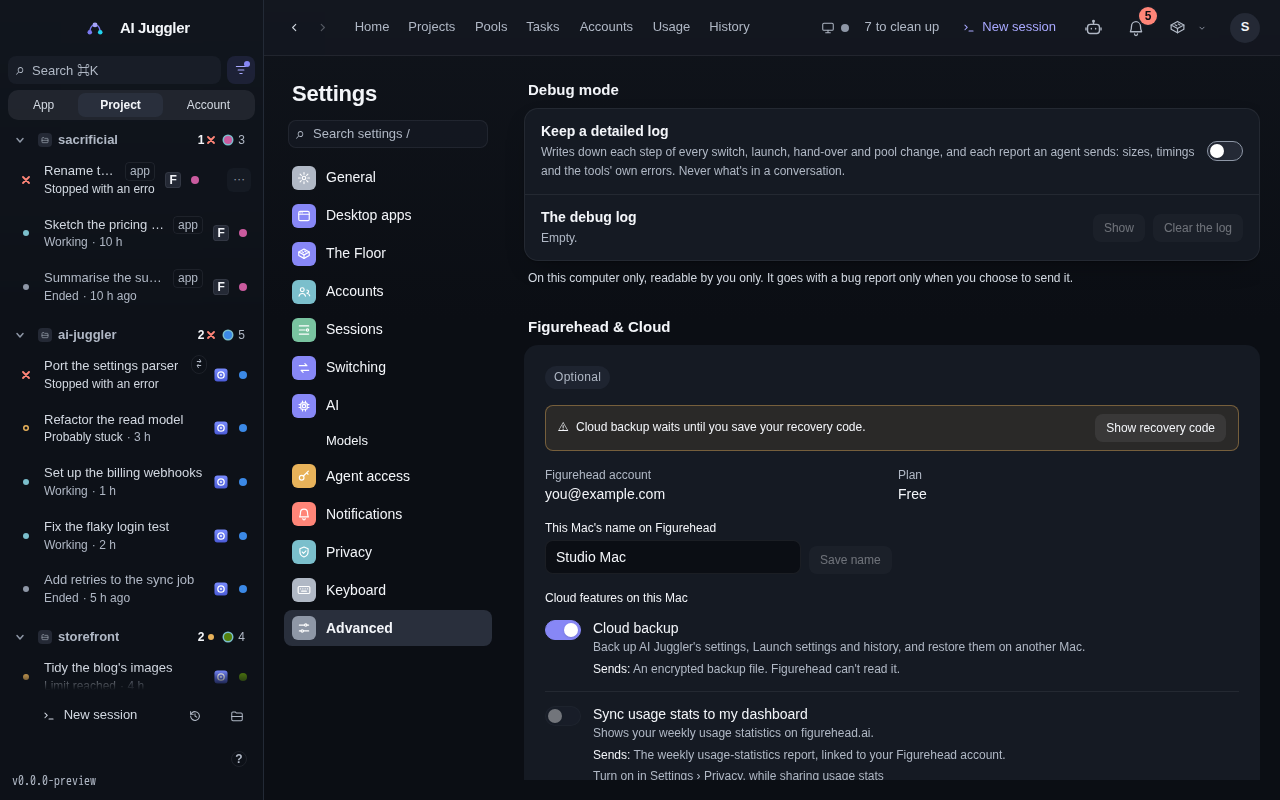 AI Juggler
Search ⌘K
App Project Account
sacrificial 1 3
Rename t… app F
Stopped with an erro
Sketch the pricing … app F
Working · 10 h
Summarise the su… app F
Ended · 10 h ago
ai-juggler 2 5
Port the settings parser
Stopped with an error
Refactor the read model
Probably stuck · 3 h
Set up the billing webhooks
Working · 1 h
Fix the flaky login test
Working · 2 h
Add retries to the sync job
Ended · 5 h ago
storefront 2 4
Tidy the blog's images
Limit reached · 4 h
New session
?
v0.0.0-preview
Home Projects Pools Tasks Accounts Usage History 7 to clean up New session 5 S
Settings
Search settings /
General
Desktop apps
The Floor
Accounts
Sessions
Switching
AI
Models
Agent access
Notifications
Privacy
Keyboard
Advanced
Debug mode
Keep a detailed log
Writes down each step of every switch, launch, hand-over and pool change, and each report an agent sends: sizes, timings
and the tools' own errors. Never what's in a conversation.
The debug log
Empty.
Show Clear the log
On this computer only, readable by you only. It goes with a bug report only when you choose to send it.
Figurehead & Cloud
Optional
Cloud backup waits until you save your recovery code. Show recovery code
Figurehead account Plan
you@example.com Free
This Mac's name on Figurehead
Studio Mac Save name
Cloud features on this Mac
Cloud backup
Back up AI Juggler's settings, Launch settings and history, and restore them on another Mac.
Sends: An encrypted backup file. Figurehead can't read it.
Sync usage stats to my dashboard
Shows your weekly usage statistics on figurehead.ai.
Sends: The weekly usage-statistics report, linked to your Figurehead account.
Turn on in Settings › Privacy, while sharing usage stats